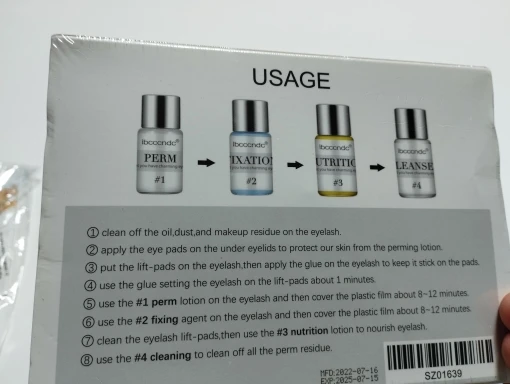 USAGE
ibcccndc®
PERM
#1
ibcccndc®
IXATIO
#2
ibcccndc®
UTRITIC
#3
ibcccndc®
LEANSE
#4
① clean off the oil,dust,and makeup residue on the eyelash.
② apply the eye pads on the under eyelids to protect our skin from the perming lotion.
③ put the lift-pads on the eyelash,then apply the glue on the eyelash to keep it stick on the pads.
④ use the glue setting the eyelash on the lift-pads about 1 minutes.
⑤ use the #1 perm lotion on the eyelash and then cover the plastic film about 8-12 minutes.
⑥ use the #2 fixing agent on the eyelash and then cover the plastic film about 8-12 minutes.
⑦ clean the eyelash lift-pads,then use the #3 nutrition lotion to nourish eyelash.
⑧ use the #4 cleaning to clean off all the perm residue.
MFD:2022-07-16
EXP:2025-07-15
SZ01639